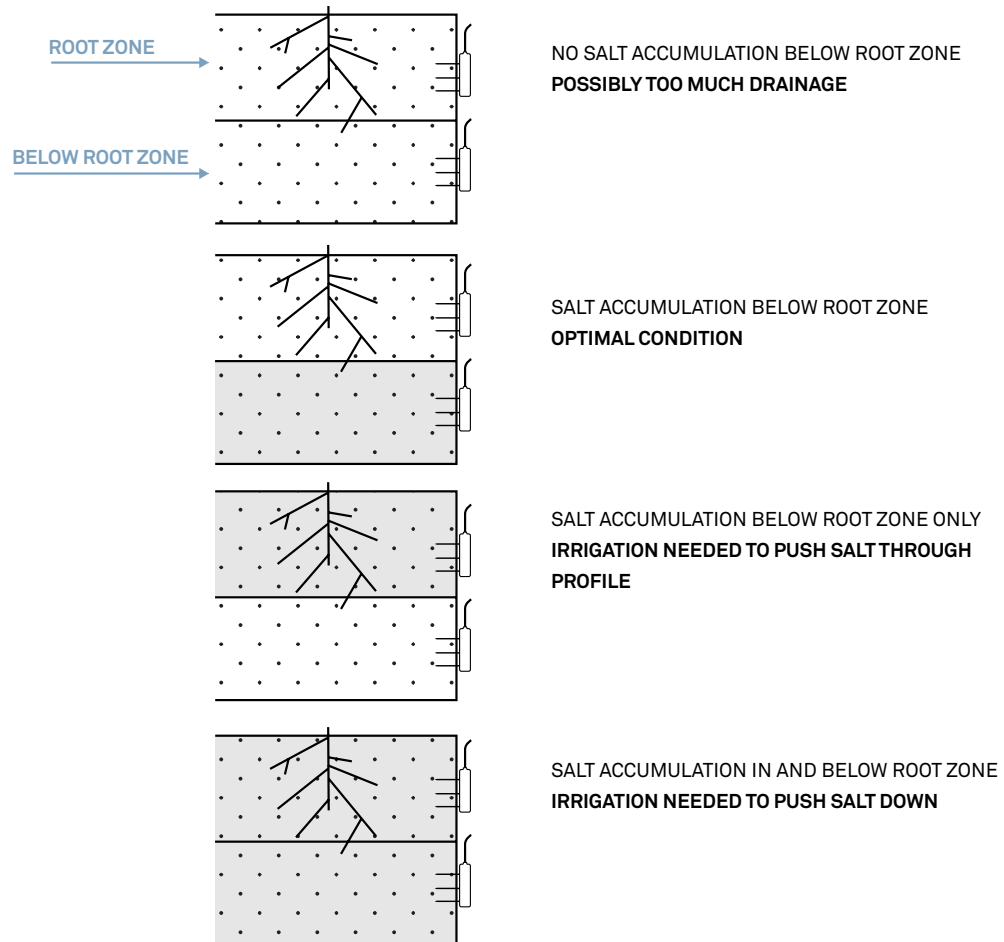 ROOT ZONE
BELOW ROOT ZONE
NO SALT ACCUMULATION BELOW ROOT ZONE
POSSIBLY TOO MUCH DRAINAGE
SALT ACCUMULATION BELOW ROOT ZONE
OPTIMAL CONDITION
SALT ACCUMULATION BELOW ROOT ZONE ONLY
IRRIGATION NEEDED TO PUSH SALT THROUGH
PROFILE
SALT ACCUMULATION IN AND BELOW ROOT ZONE
IRRIGATION NEEDED TO PUSH SALT DOWN